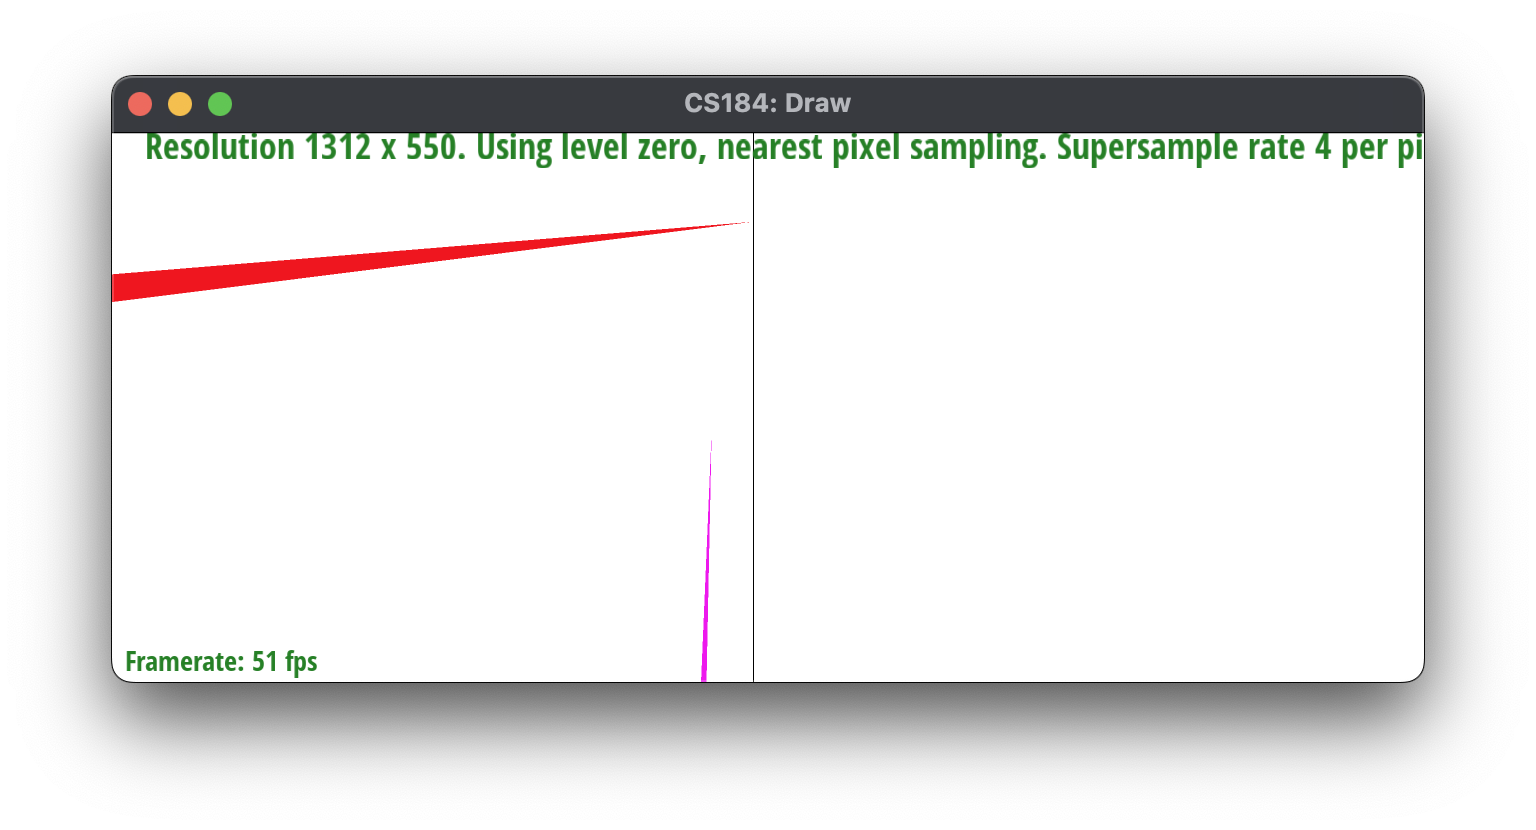 CS184: Draw
Resolution 1312 x 550. Using level zero, nearest pixel sampling. Supersample rate 4 per pi
Framerate: 51 fps